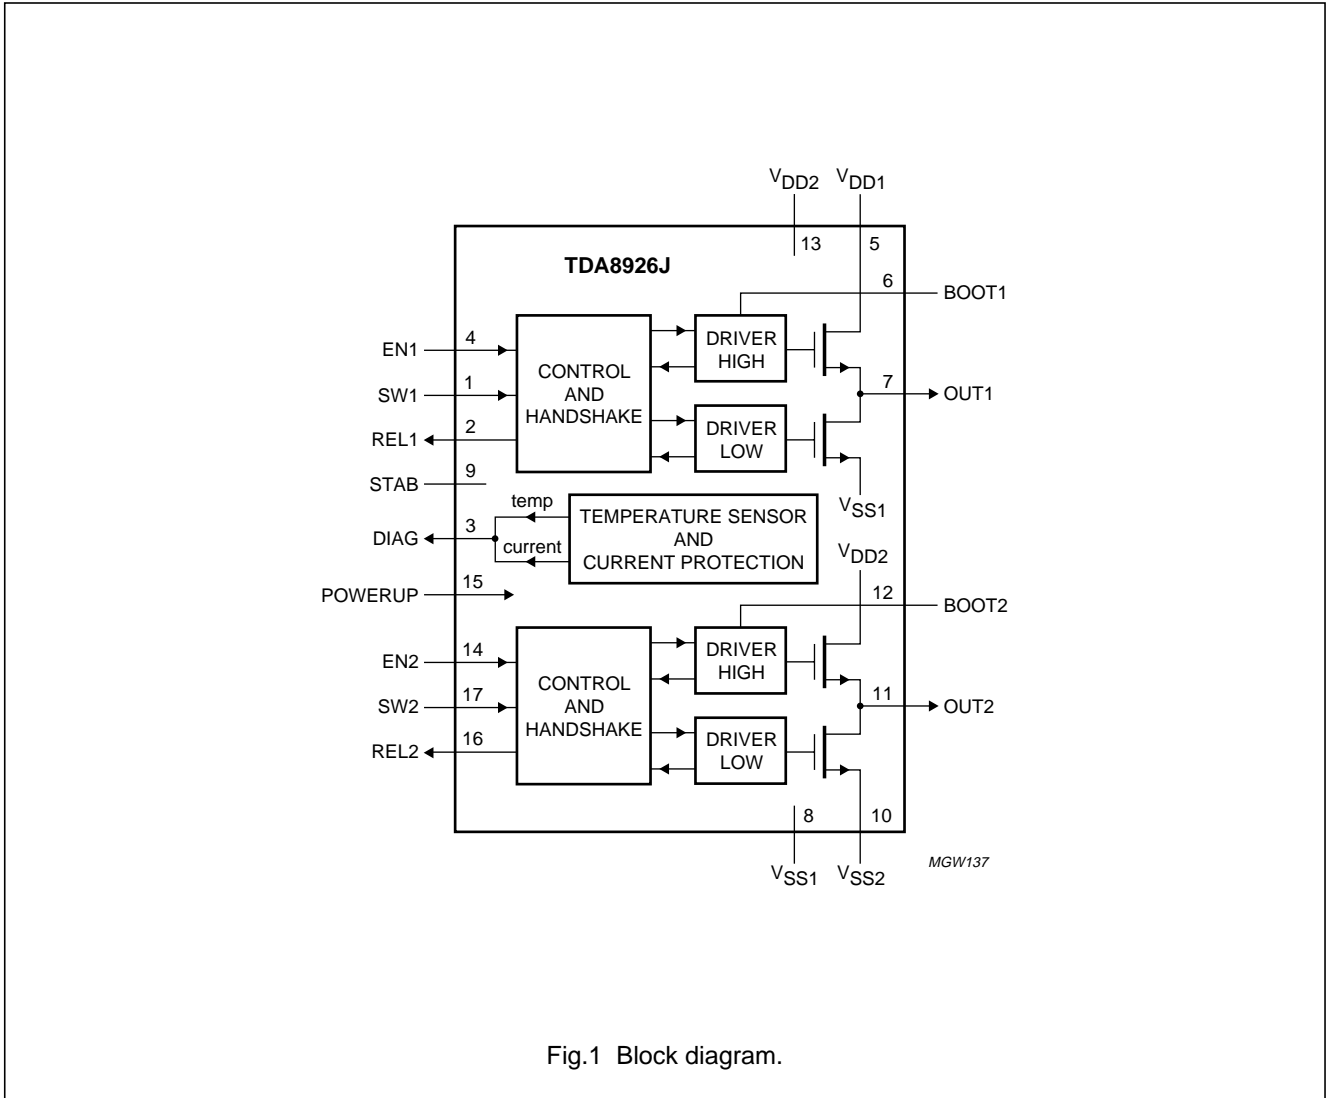 VDD2 VDD1
13 5
TDA8926J
6 BOOT1
EN1 4
SW1 1
REL1 2
STAB 9
DIAG 3
POWERUP 15
EN2 14
SW2 17
REL2 16
CONTROL
AND
HANDSHAKE
DRIVER
HIGH
DRIVER
LOW
7 OUT1
VSS1
temp
current
TEMPERATURE SENSOR
AND
CURRENT PROTECTION
VDD2
12 BOOT2
CONTROL
AND
HANDSHAKE
DRIVER
HIGH
DRIVER
LOW
11 OUT2
8 10
VSS1 VSS2
MGW137
Fig.1 Block diagram.